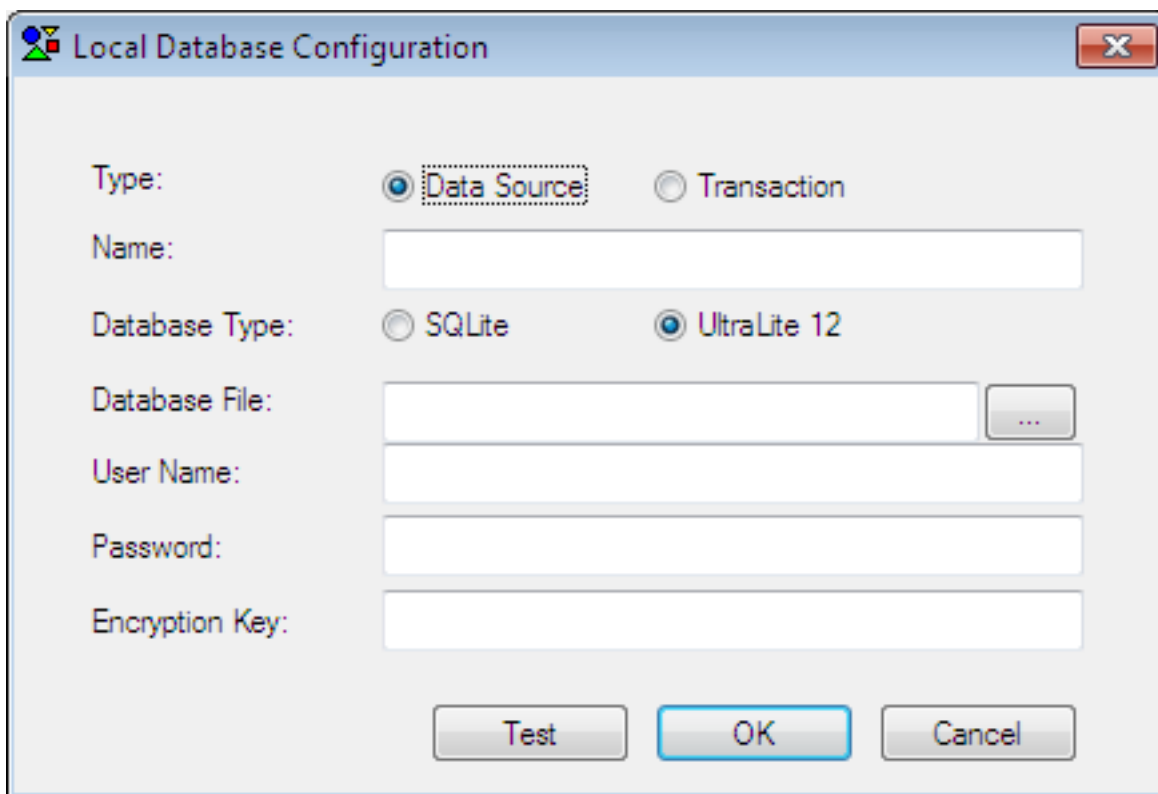 Local Database Configuration
Type: Data Source Transaction
Name:
Database Type: SQLite UltraLite 12
Database File: ...
User Name:
Password:
Encryption Key:
Test OK Cancel